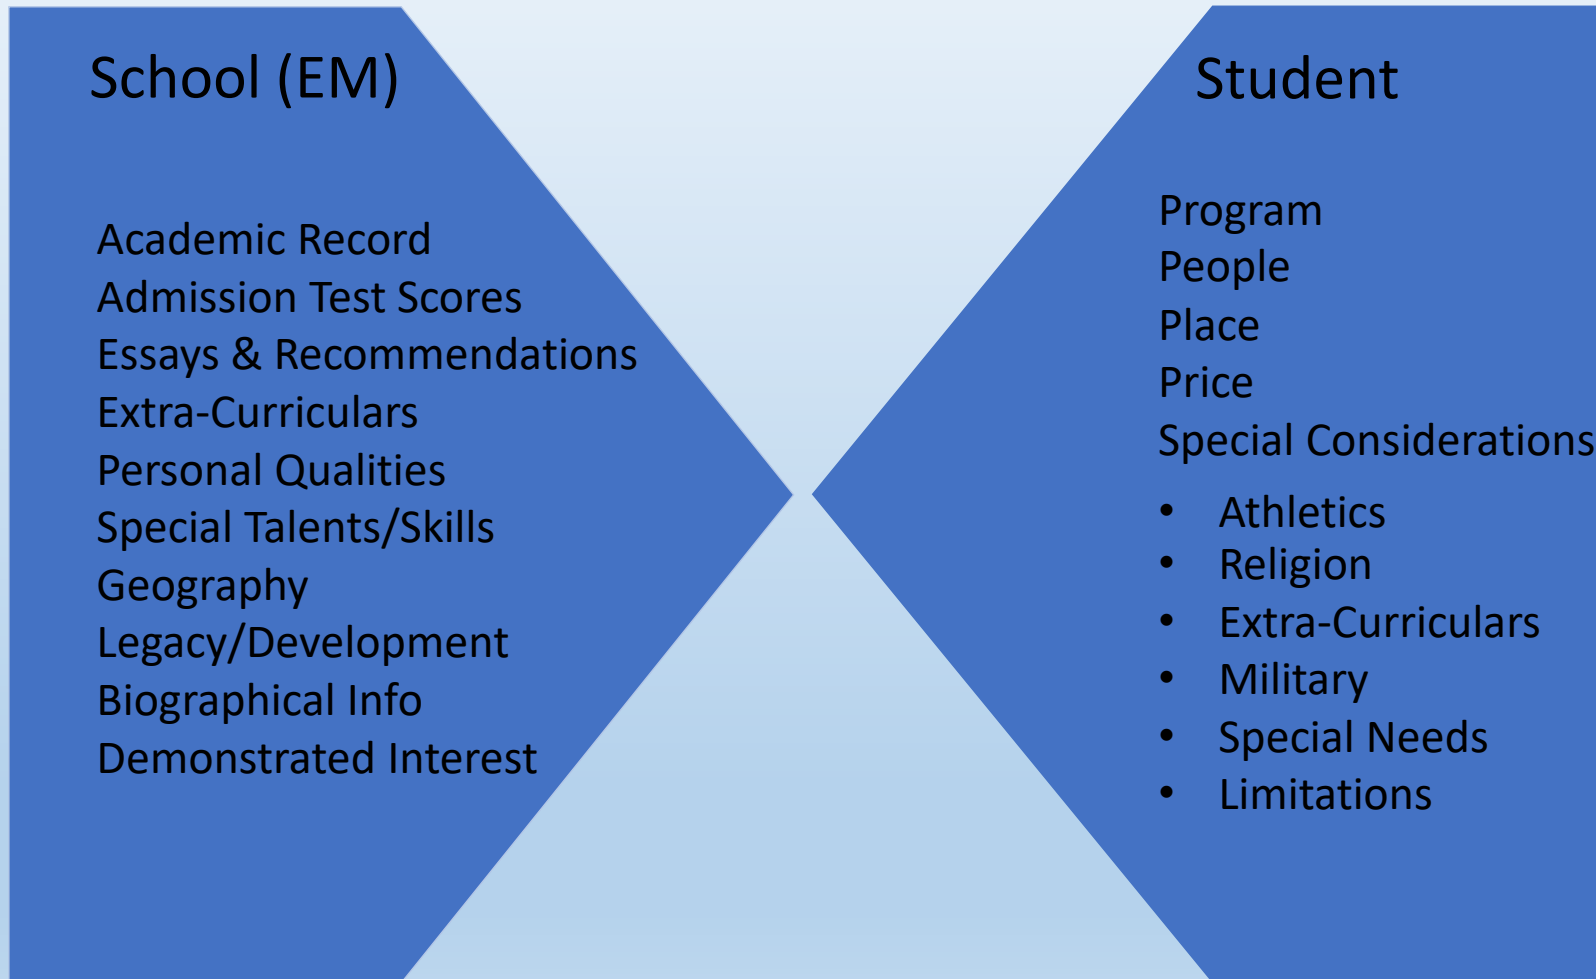 School (EM)
Academic Record
Admission Test Scores
Essays & Recommendations
Extra-Curriculars
Personal Qualities
Special Talents/Skills
Geography
Legacy/Development
Biographical Info
Demonstrated Interest
Student
Program
People
Place
Price
Special Considerations
• Athletics
• Religion
• Extra-Curriculars
• Military
• Special Needs
• Limitations